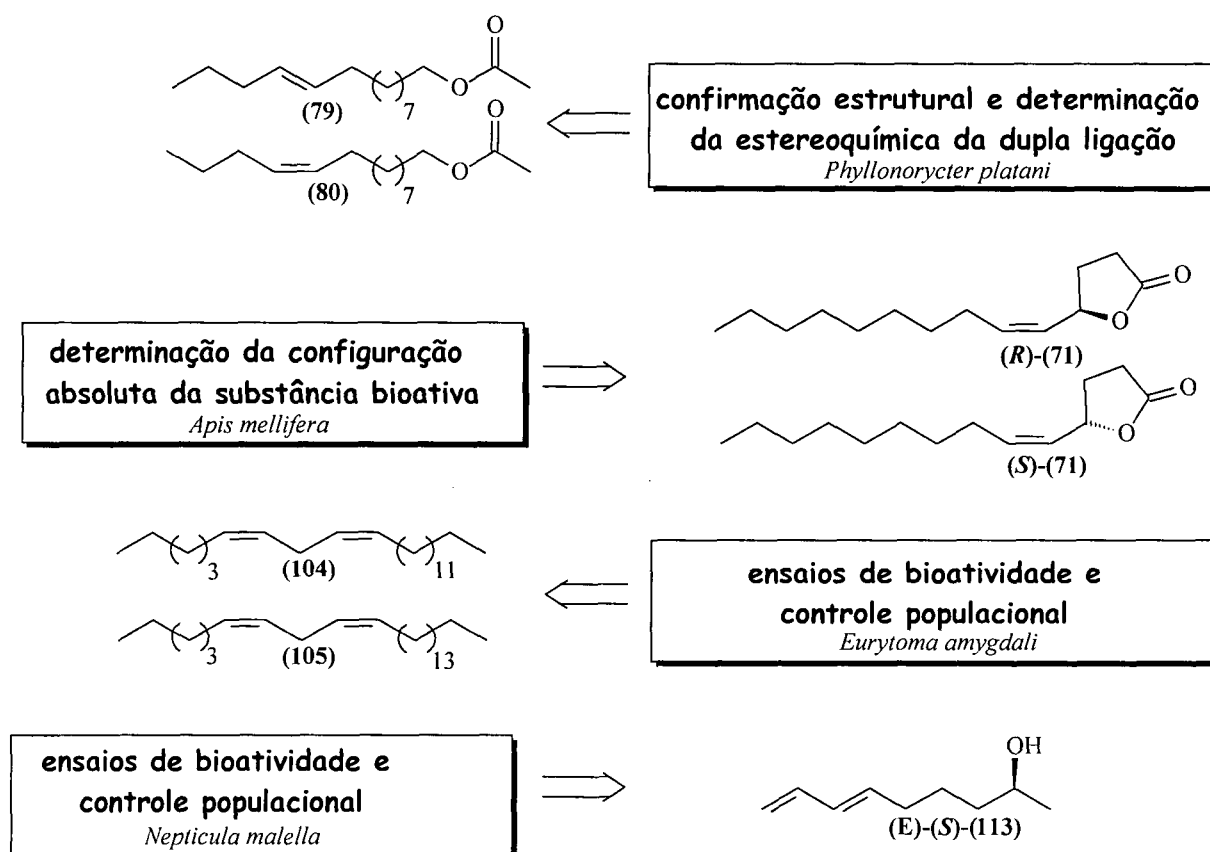 O
O
(79)
7
confirmação estrutural e determinação
da estereoquímica da dupla ligação
Phyllonorycter platani
O
O
(80)
7
determinação da configuração
absoluta da substância bioativa
Apis mellifera
O
O
(R)-(71)
O
O
(S)-(71)
3
(104)
11
3
(105)
13
ensaios de bioatividade e
controle populacional
Eurytoma amygdali
ensaios de bioatividade e
controle populacional
Nepticula malella
OH
(E)-(S)-(113)